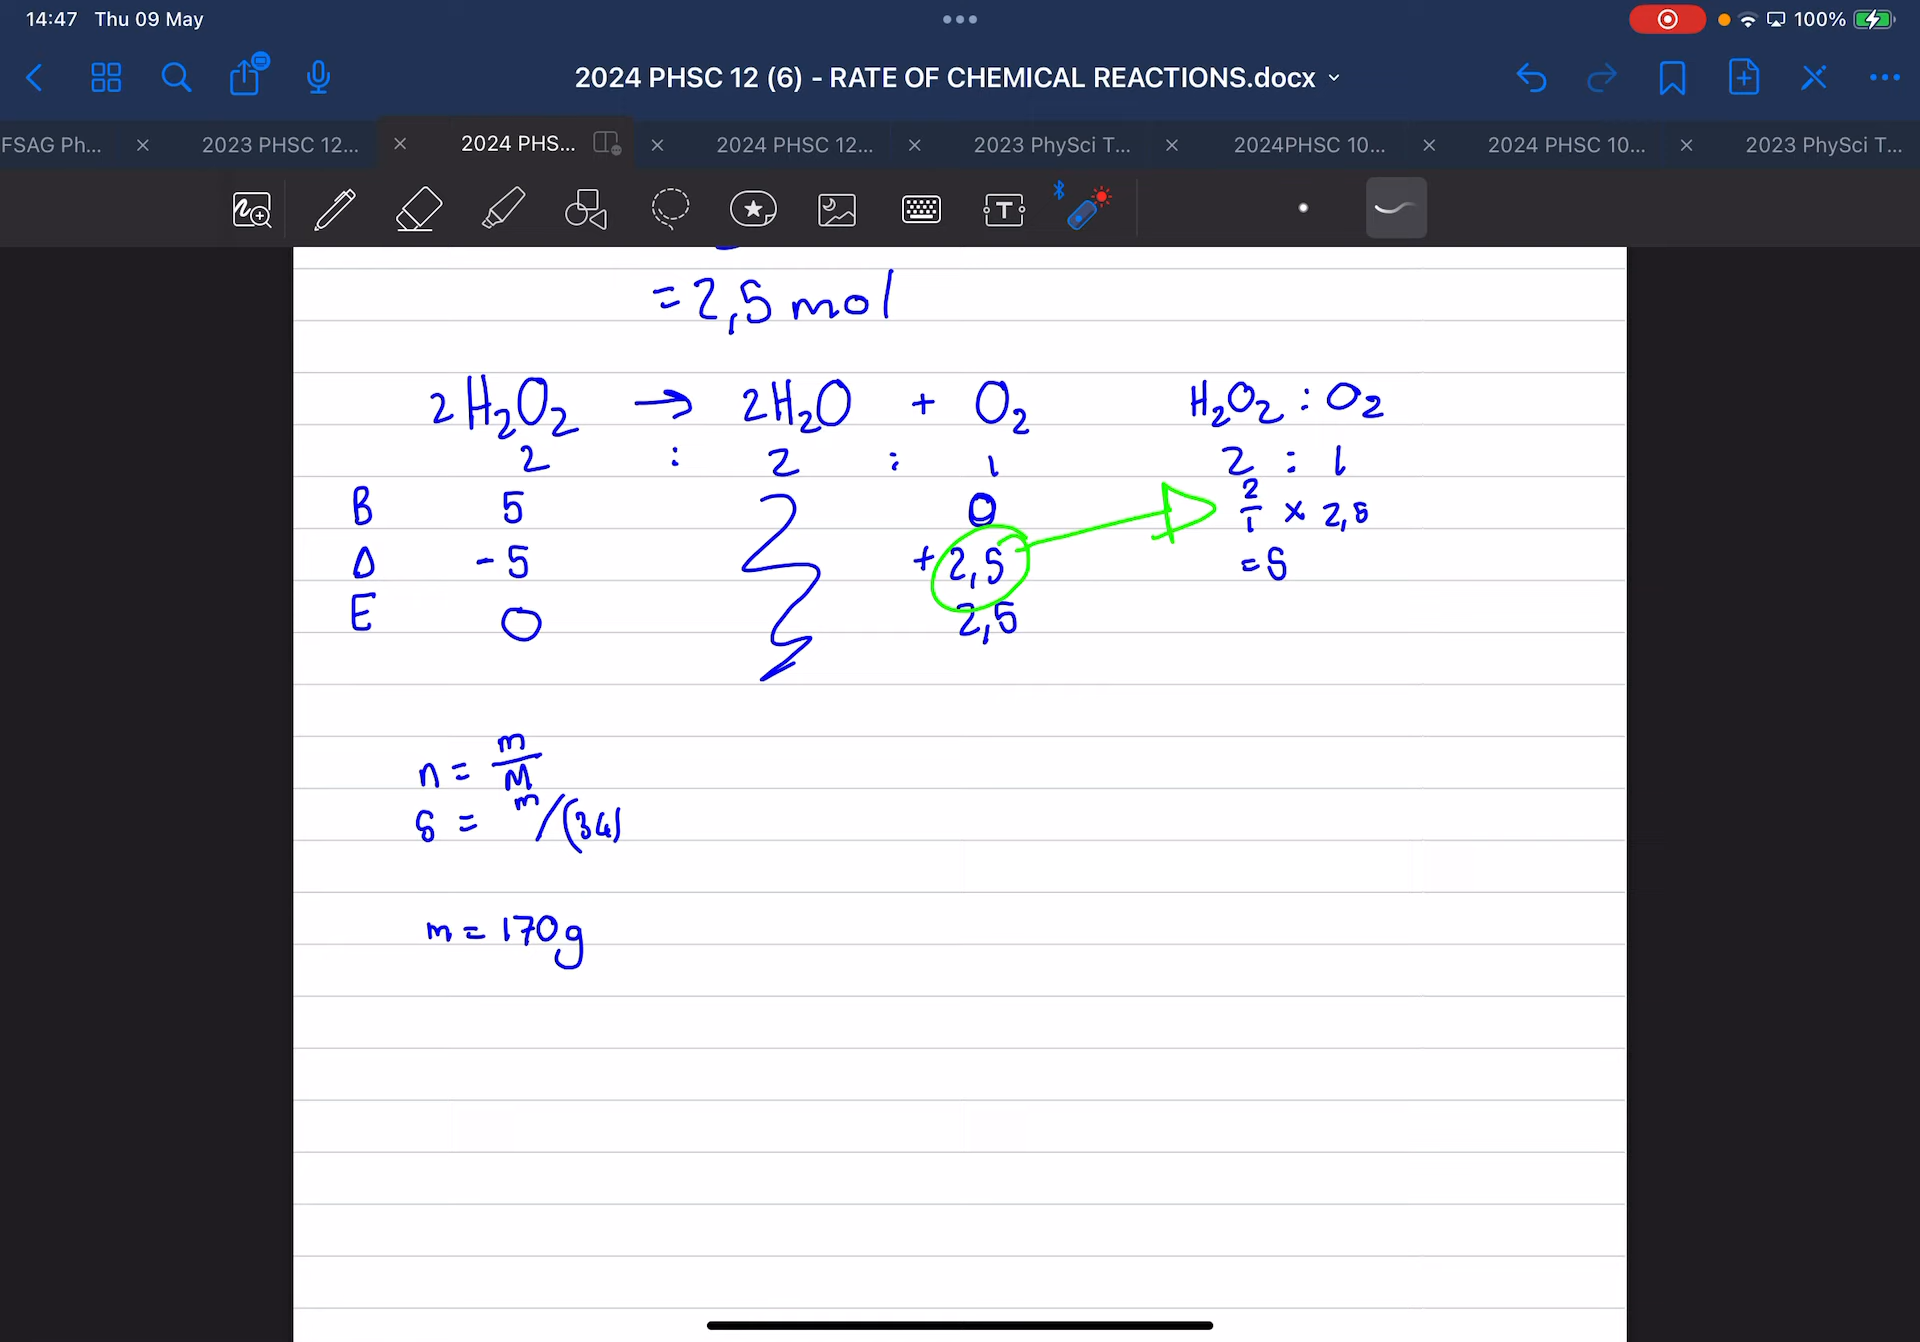 14:47 Thu 09 May
100%
2024 PHSC 12 (6) - RATE OF CHEMICAL REACTIONS.docx
FSAG Ph... 2023 PHSC 12... 2024 PHS... 2024 PHSC 12... 2023 PhySci T... 2024PHSC 10... 2024 PHSC 10... 2023 PhySci T...
= 2,5 mol
2H₂O₂ → 2H₂O + O₂ H₂O₂ : O₂
2 : 2 : 1 2 : 1
B 5 0 2/1 × 2,5
Δ -5 +2,5 = 5
E 0 2,5
n = m/M
5 = m/(34)
m = 170g